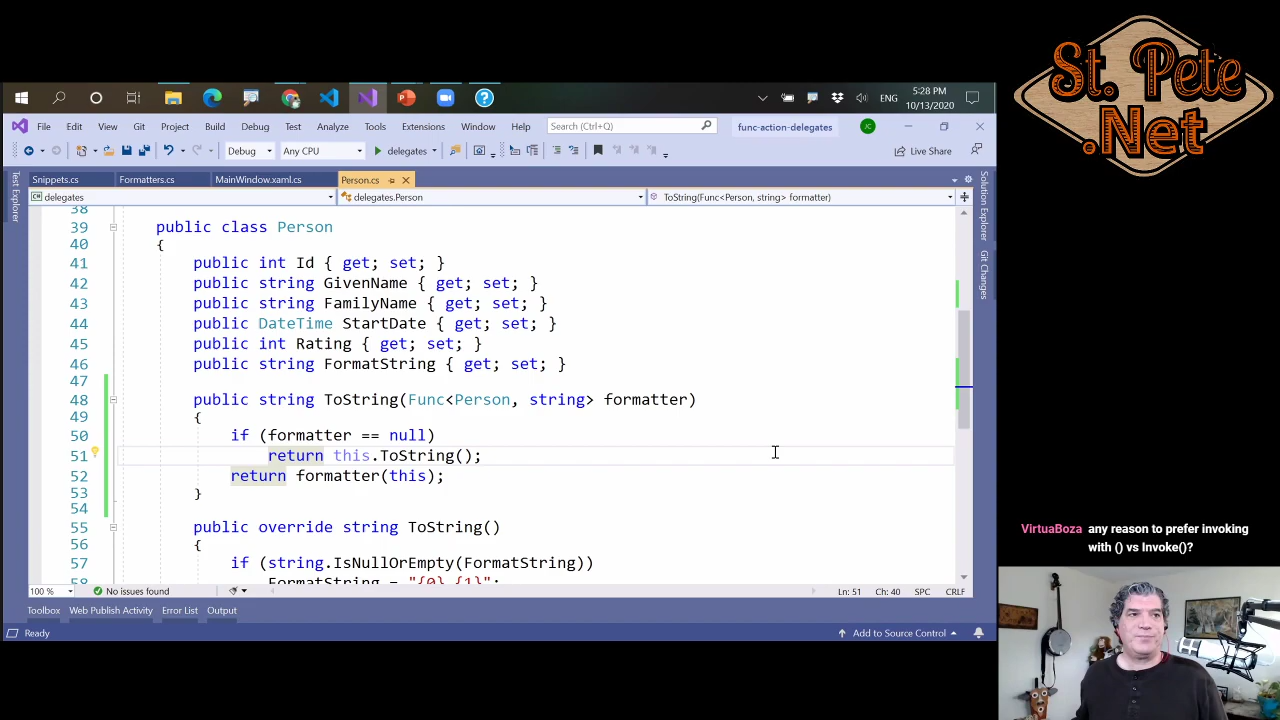 St. Pete
.Net
5:28 PM
ENG
10/13/2020
File Edit View Git Project Build Debug Test Analyze Tools Extensions Window Help Search (Ctrl+Q) func-action-delegates JC
Debug Any CPU delegates Live Share
Snippets.cs Formatters.cs MainWindow.xaml.cs Person.cs
delegates delegates.Person ToString(Func<Person, string> formatter)
Test Explorer
Solution Explorer
Git Changes
38
39 public class Person
40 {
41 public int Id { get; set; }
42 public string GivenName { get; set; }
43 public string FamilyName { get; set; }
44 public DateTime StartDate { get; set; }
45 public int Rating { get; set; }
46 public string FormatString { get; set; }
47
48 public string ToString(Func<Person, string> formatter)
49 {
50 if (formatter == null)
51 return this.ToString();
52 return formatter(this);
53 }
54
55 public override string ToString()
56 {
57 if (string.IsNullOrEmpty(FormatString))
58 FormatString = "{0} {1}";
100 % No issues found Ln: 51 Ch: 40 SPC CRLF
Toolbox Web Publish Activity Error List Output
Ready Add to Source Control
VirtuaBoza any reason to prefer invoking
with () vs Invoke()?